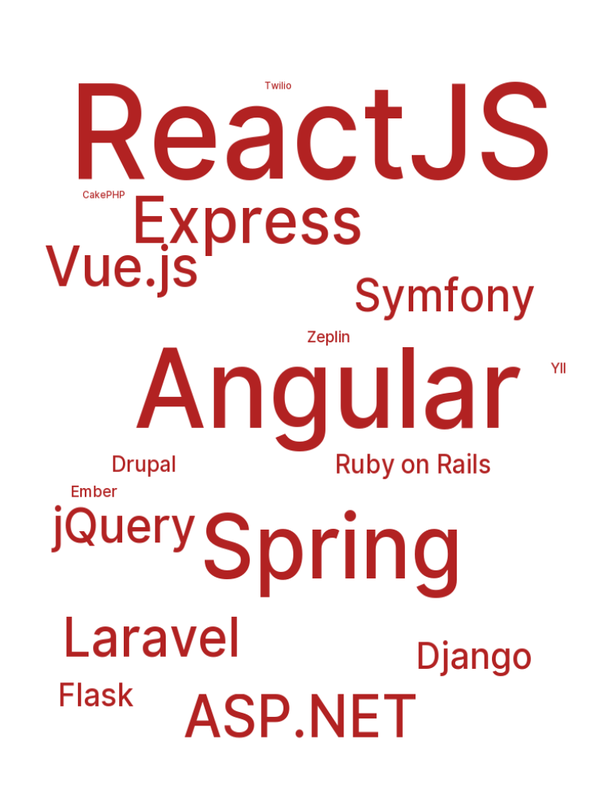 Twilio
ReactJS
CakePHP
Express
Vue.js
Symfony
Zeplin
Angular
YII
Drupal
Ruby on Rails
Ember
jQuery
Spring
Laravel
Django
Flask
ASP.NET